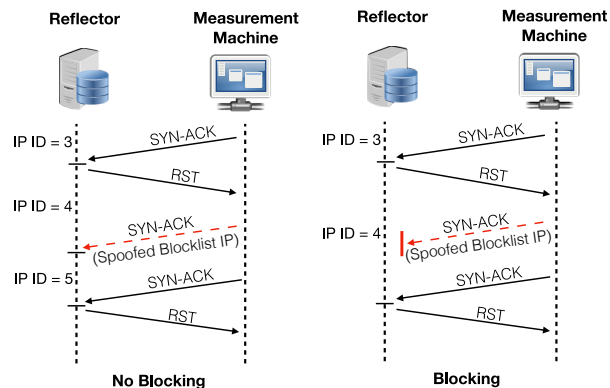 Reflector
Measurement
Machine
IP ID = 3
SYN-ACK
RST
IP ID = 4
SYN-ACK
(Spoofed Blocklist IP)
IP ID = 5
SYN-ACK
RST
No Blocking
Reflector
Measurement
Machine
IP ID = 3
SYN-ACK
RST
IP ID = 4
SYN-ACK
(Spoofed Blocklist IP)
SYN-ACK
RST
Blocking